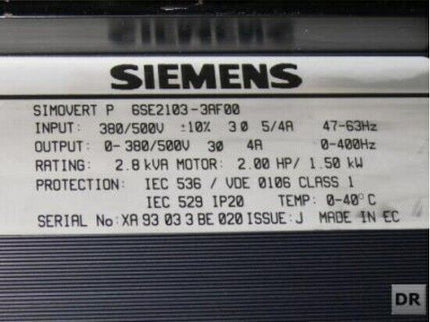 SIEMENS
SIMOVERT P 6SE2103-3AF00
INPUT: 380/500V ±10% 30 5/4A 47-63Hz
OUTPUT: 0-380/500V 30 4A 0-400Hz
RATING: 2.8 kVA MOTOR: 2.00 HP/ 1.50 kW
PROTECTION: IEC 536 / VDE 0106 CLASS 1
IEC 529 IP20 TEMP: 0-40°C
SERIAL No: XA 93 03 3 BE 020 ISSUE: J MADE IN EC
DR